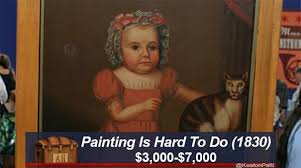 Painting Is Hard To Do (1830)
$3,000-$7,000
@KeatonPatti